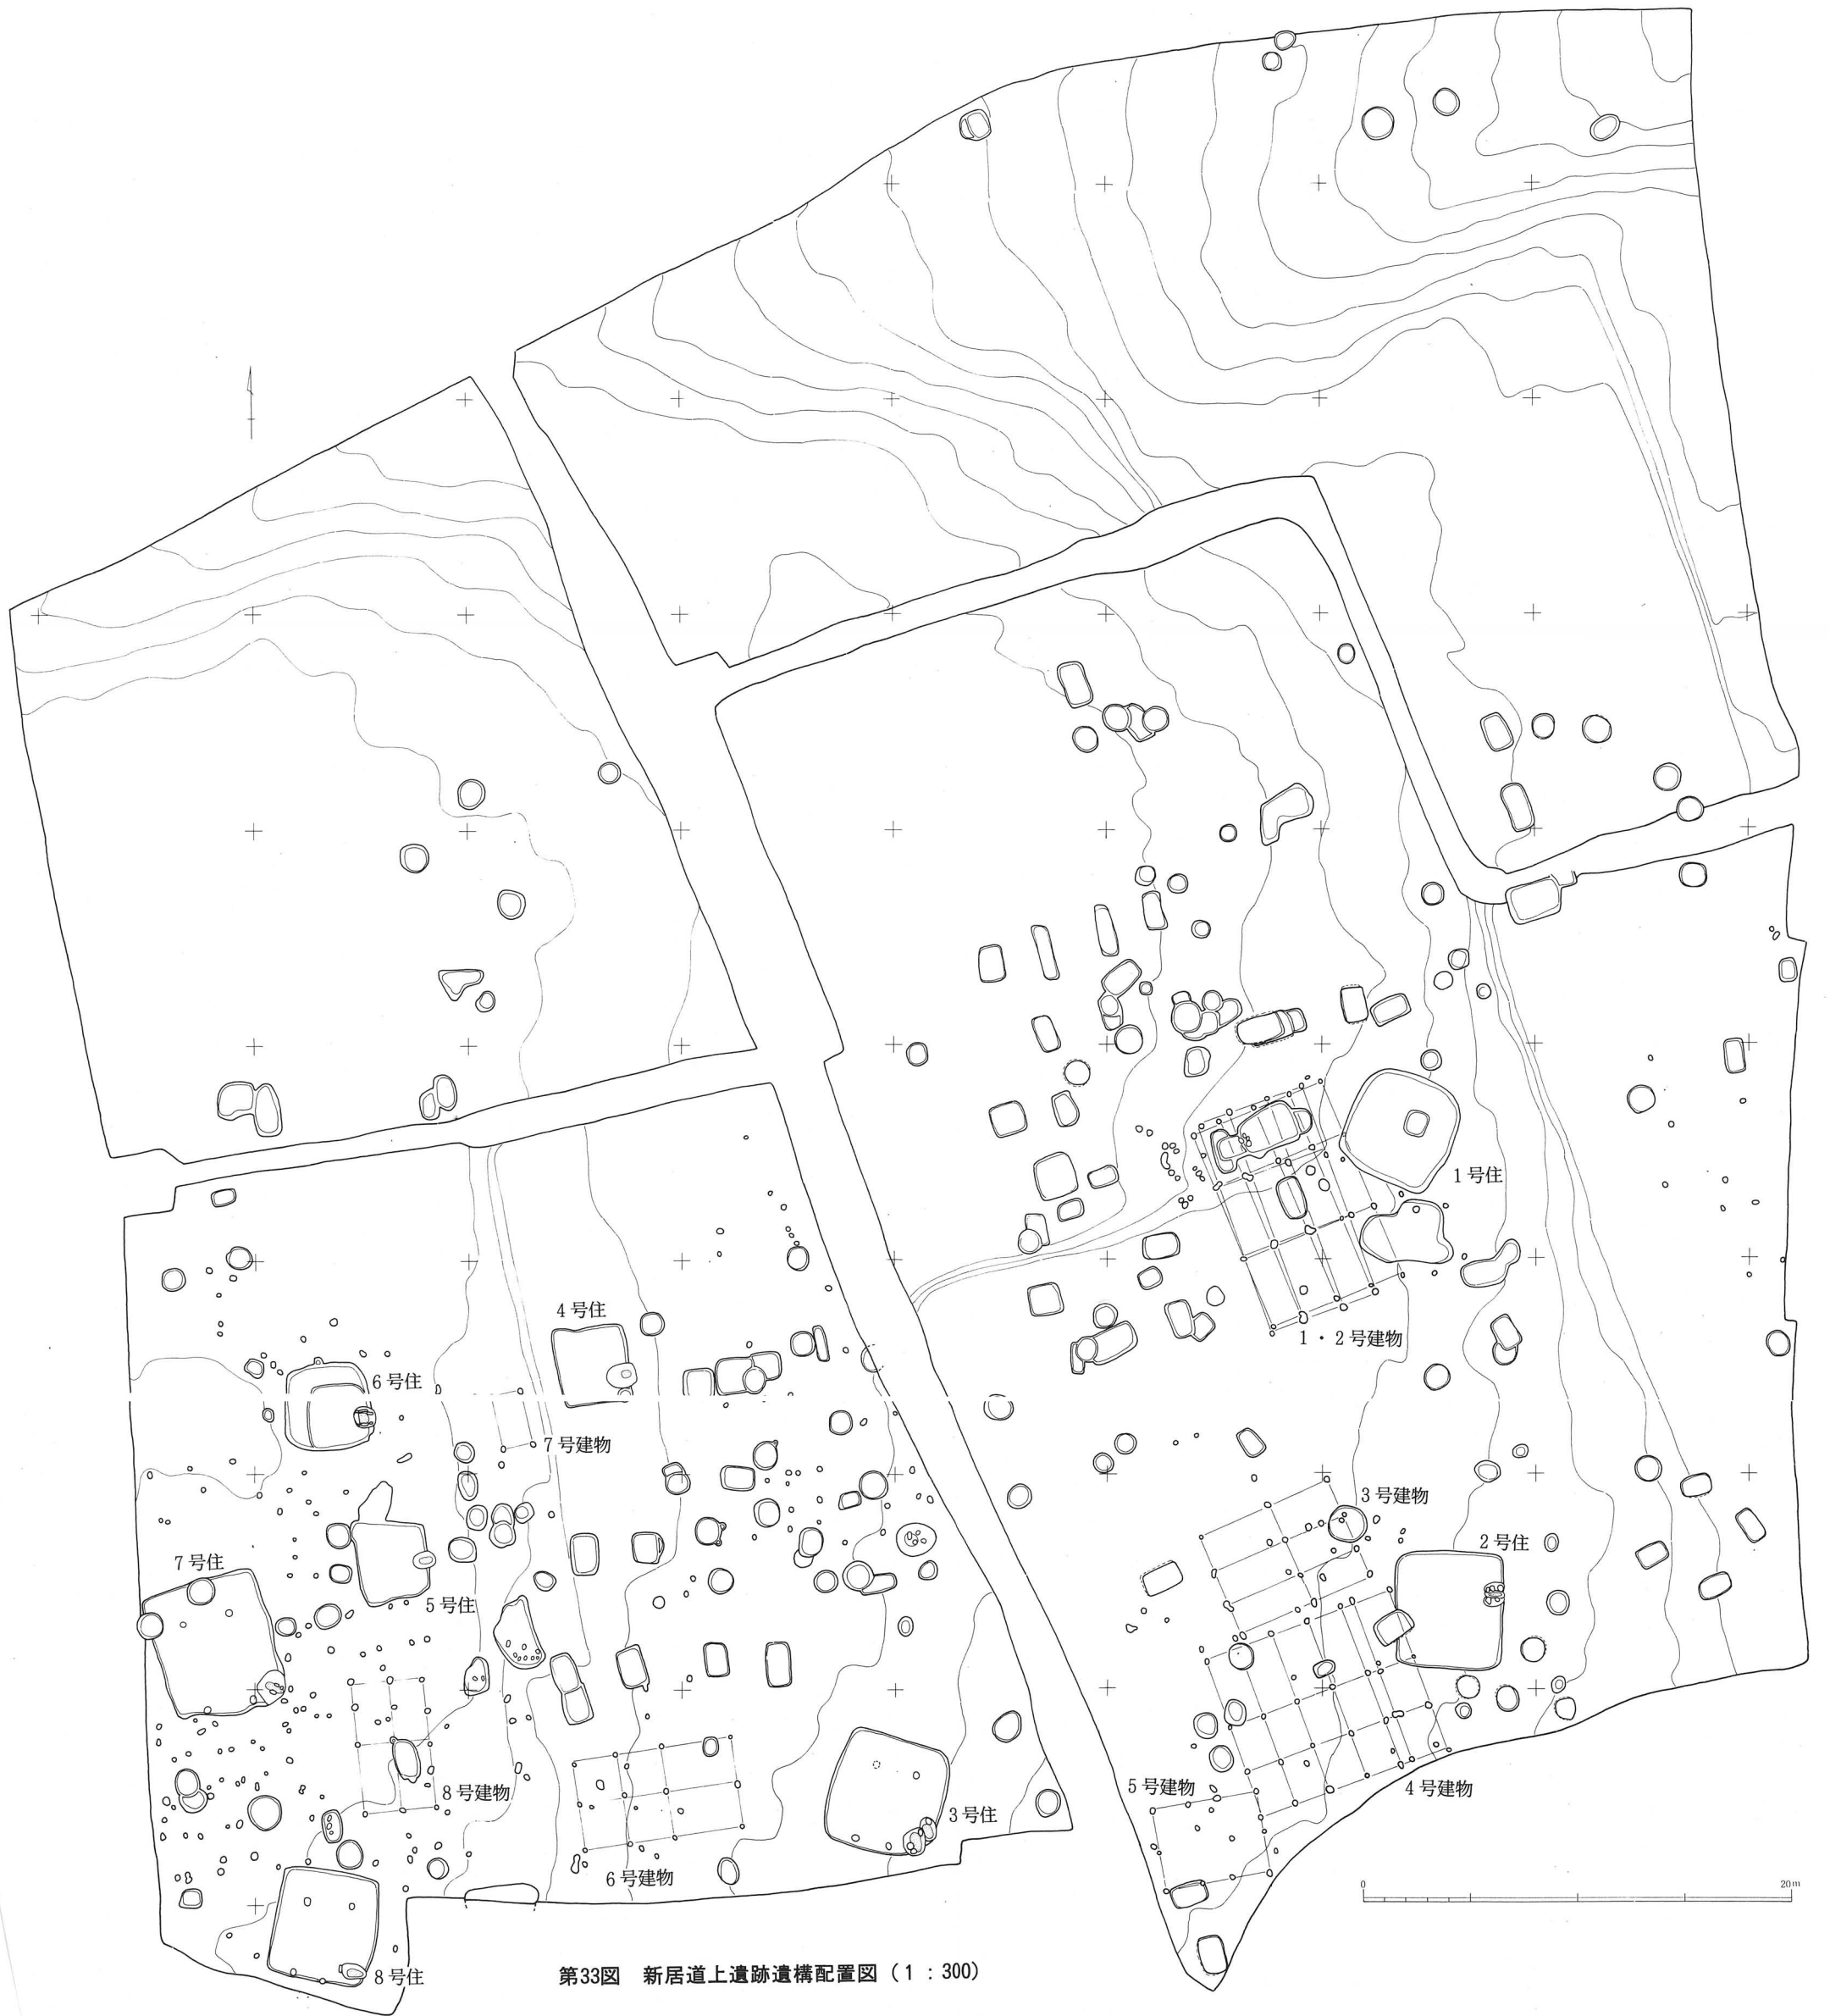 1号住
4号住
1・2号建物
6号住
7号建物
3号建物
2号住
7号住
5号住
5号建物
4号建物
8号建物
3号住
6号建物
0 20m
8号住
第33図 新居道上遺跡遺構配置図(1:300)